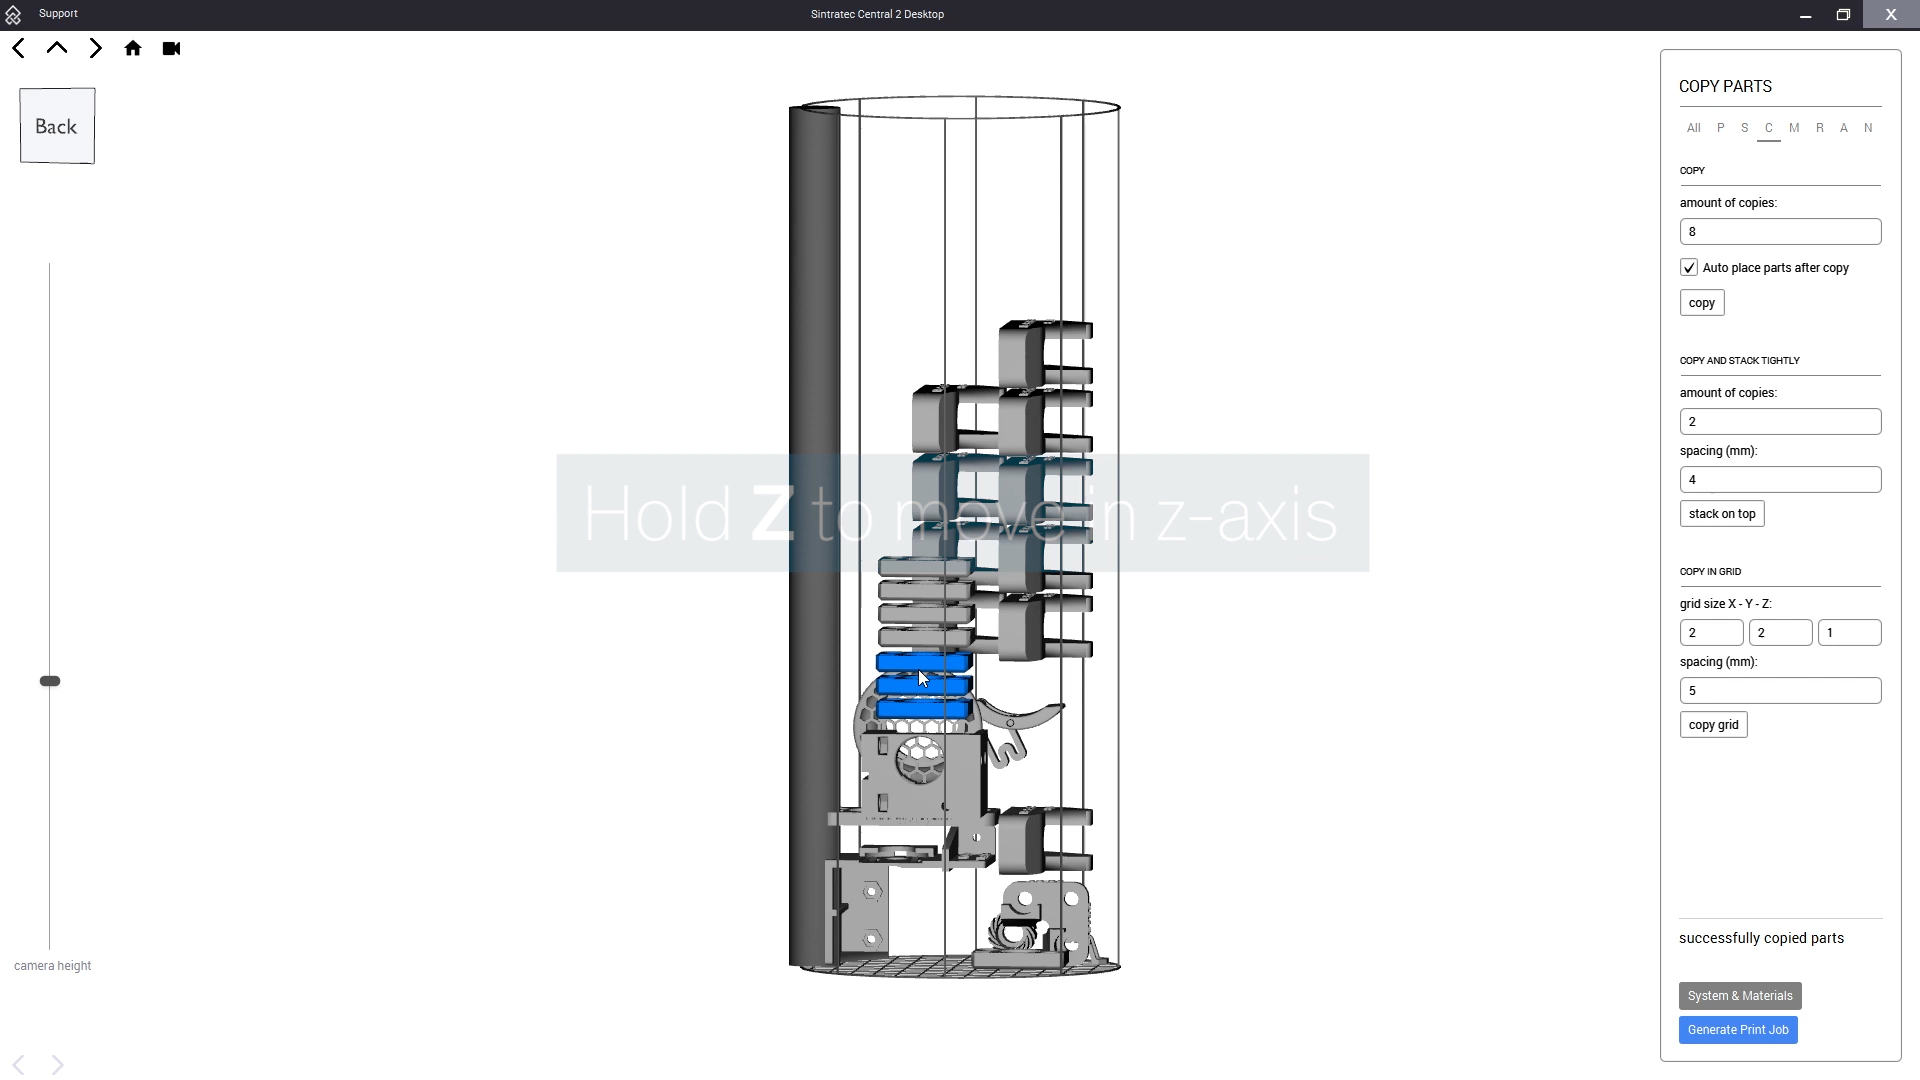 Support
Sintratec Central 2 Desktop
X
Back
COPY PARTS
All P S C M R A N
COPY
amount of copies:
8
Auto place parts after copy
copy
COPY AND STACK TIGHTLY
amount of copies:
2
spacing (mm):
4
stack on top
COPY IN GRID
grid size X - Y - Z:
2 2 1
spacing (mm):
5
copy grid
Hold Z to move in z-axis
camera height
successfully copied parts
System & Materials
Generate Print Job